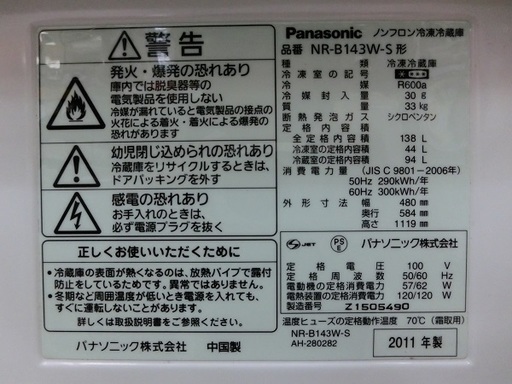 警告
発火・爆発の恐れあり
庫内では脱臭器等の
電気製品を使用しない
冷媒が漏れていると電気製品の接点の
火花による着火・着火による爆発の
恐れあり
幼児閉じ込められの恐れあり
冷蔵庫をリサイクルするときは、
ドアパッキングを外す
感電の恐れあり
お手入れのときは、
必ず電源プラグを抜く
正しくお使いいただくために
●冷蔵庫の表面が熱くなるのは、放熱パイプで露付
防止をしているためです。異常ではありません。
●冬期など周囲温度が低いとき電源を入れても、
すぐに運転しないことがあります。
詳しくは取扱説明書をご覧ください。
パナソニック株式会社 中国製
Panasonic ノンフロン冷凍冷蔵庫
品番 NR-B143W-S 形
種類 冷凍冷蔵庫
冷凍室の記号
冷媒 R600a
冷媒封入量 30 g
質量 33 kg
断熱発泡ガス シクロペンタン
定格内容積
全定格内容積 138 L
冷凍室の定格内容積 44 L
冷蔵室の定格内容積 94 L
消費電力量 (JIS C 9801-2006年)
50Hz 290kWh/年
60Hz 300kWh/年
外形寸法 幅 480 mm
奥行 584 mm
高さ 1119 mm
JET PSE パナソニック株式会社
定格電圧 100 V
定格周波数 50/60 Hz
電動機の定格消費電力 57/62 W
電熱装置の定格消費電力 120/120 W
製造番号 Z1505490
温度ヒューズの定格動作温度 70℃ (霜取用)
NR-B143W-S
AH-280282
2011 年製